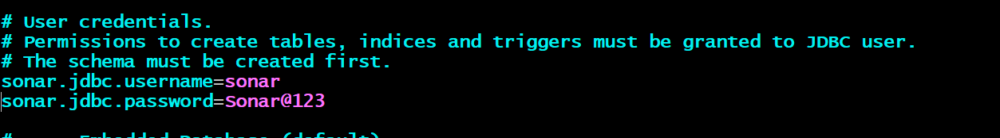 # User credentials.
# Permissions to create tables, indices and triggers must be granted to JDBC user.
# The schema must be created first.
sonar.jdbc.username=sonar
sonar.jdbc.password=Sonar@123
#----- Embedded Database (default)